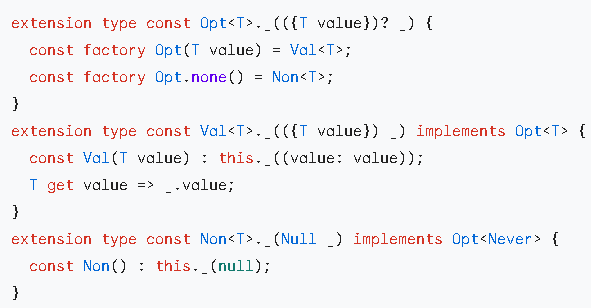 extension type const Opt<T>._(({T value})? _) {
  const factory Opt(T value) = Val<T>;
  const factory Opt.none() = Non<T>;
}
extension type const Val<T>._(({T value}) _) implements Opt<T> {
  const Val(T value) : this._((value: value));
  T get value => _.value;
}
extension type const Non<T>._(Null _) implements Opt<Never> {
  const Non() : this._(null);
}